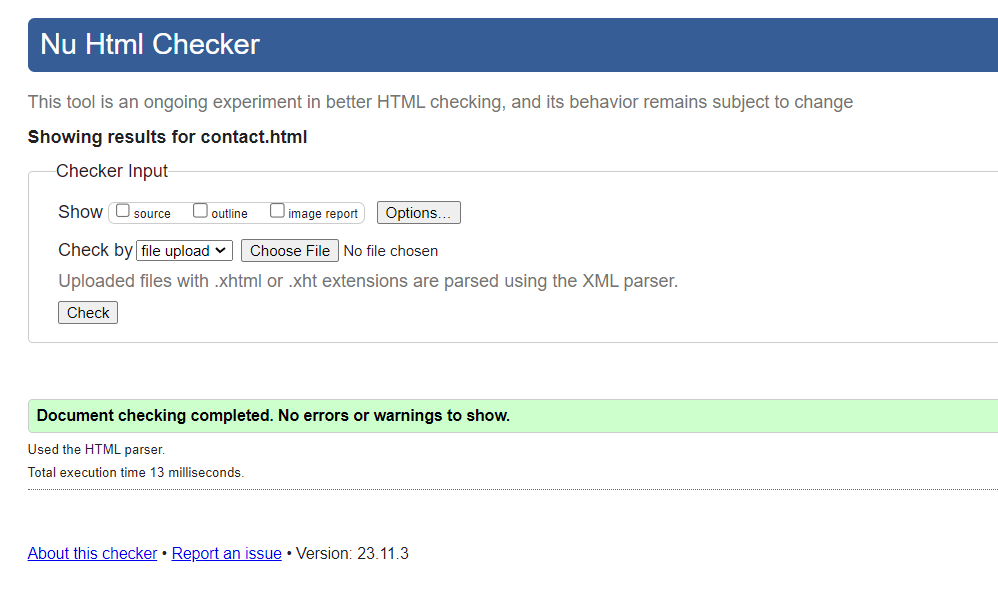 Nu Html Checker
This tool is an ongoing experiment in better HTML checking, and its behavior remains subject to change
Showing results for contact.html
Checker Input
Show source outline image report Options...
Check by file upload Choose File No file chosen
Uploaded files with .xhtml or .xht extensions are parsed using the XML parser.
Check
Document checking completed. No errors or warnings to show.
Used the HTML parser.
Total execution time 13 milliseconds.
About this checker • Report an issue • Version: 23.11.3